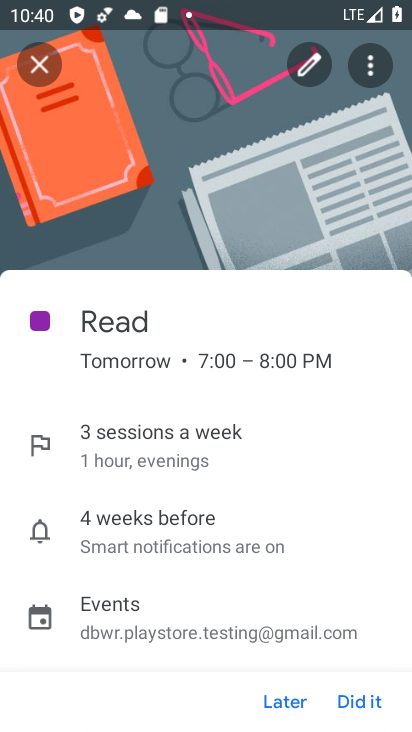 10:40
LTE
Read
Tomorrow • 7:00 – 8:00 PM
3 sessions a week
1 hour, evenings
4 weeks before
Smart notifications are on
Events
dbwr.playstore.testing@gmail.com
Later Did it